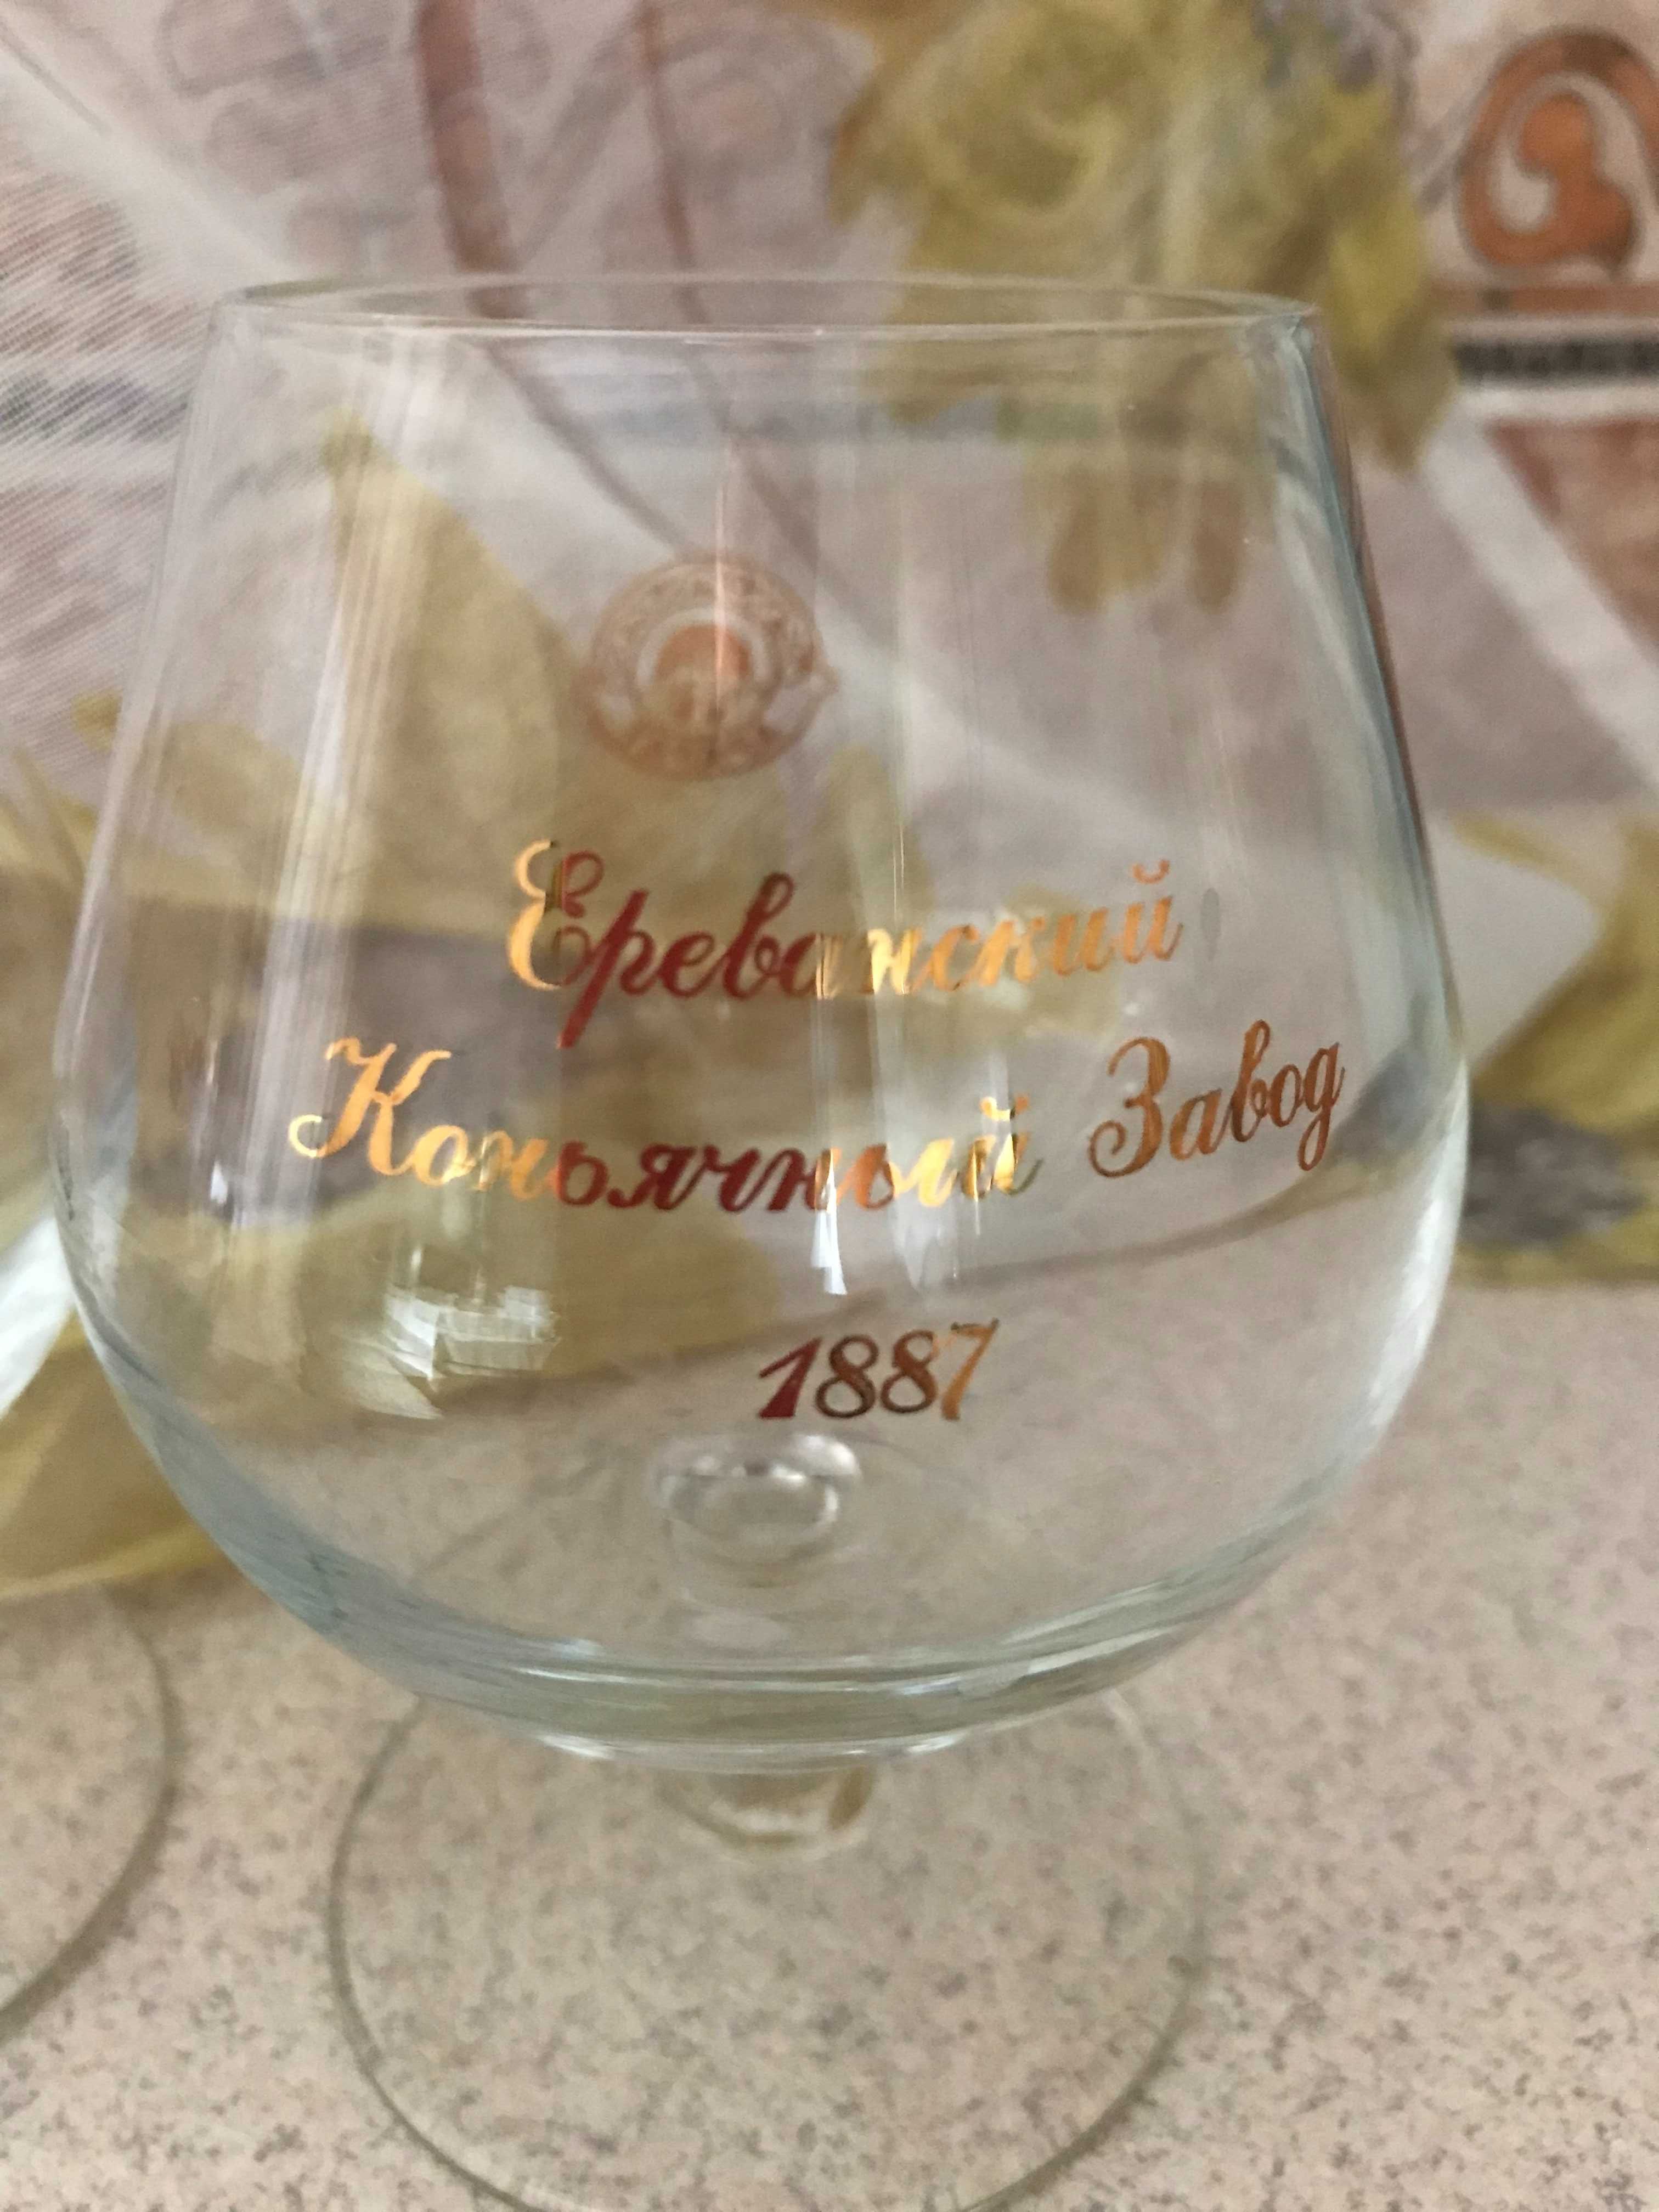 Ереванский
Коньячный Завод
1887